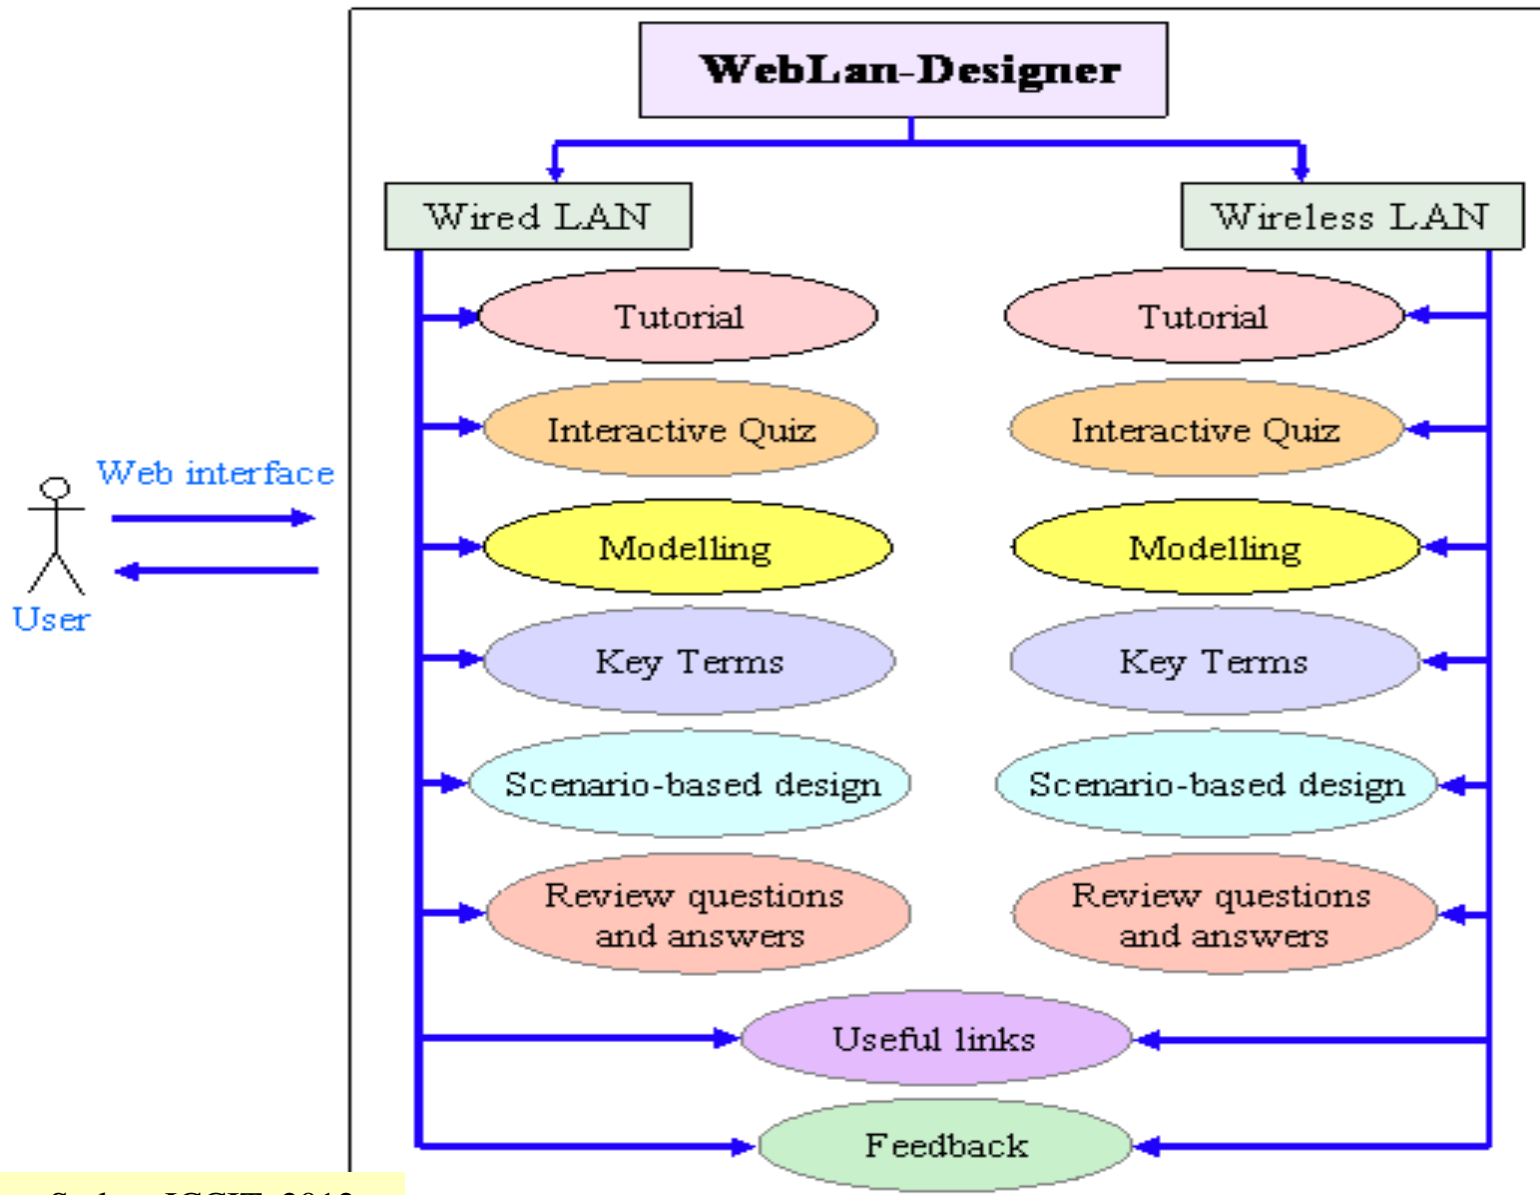 WebLan-Designer
Wired LAN
Wireless LAN
Tutorial
Tutorial
Interactive Quiz
Interactive Quiz
Web interface
Modelling
Modelling
User
Key Terms
Key Terms
Scenario-based design
Scenario-based design
Review questions
and answers
Review questions
and answers
Useful links
Feedback